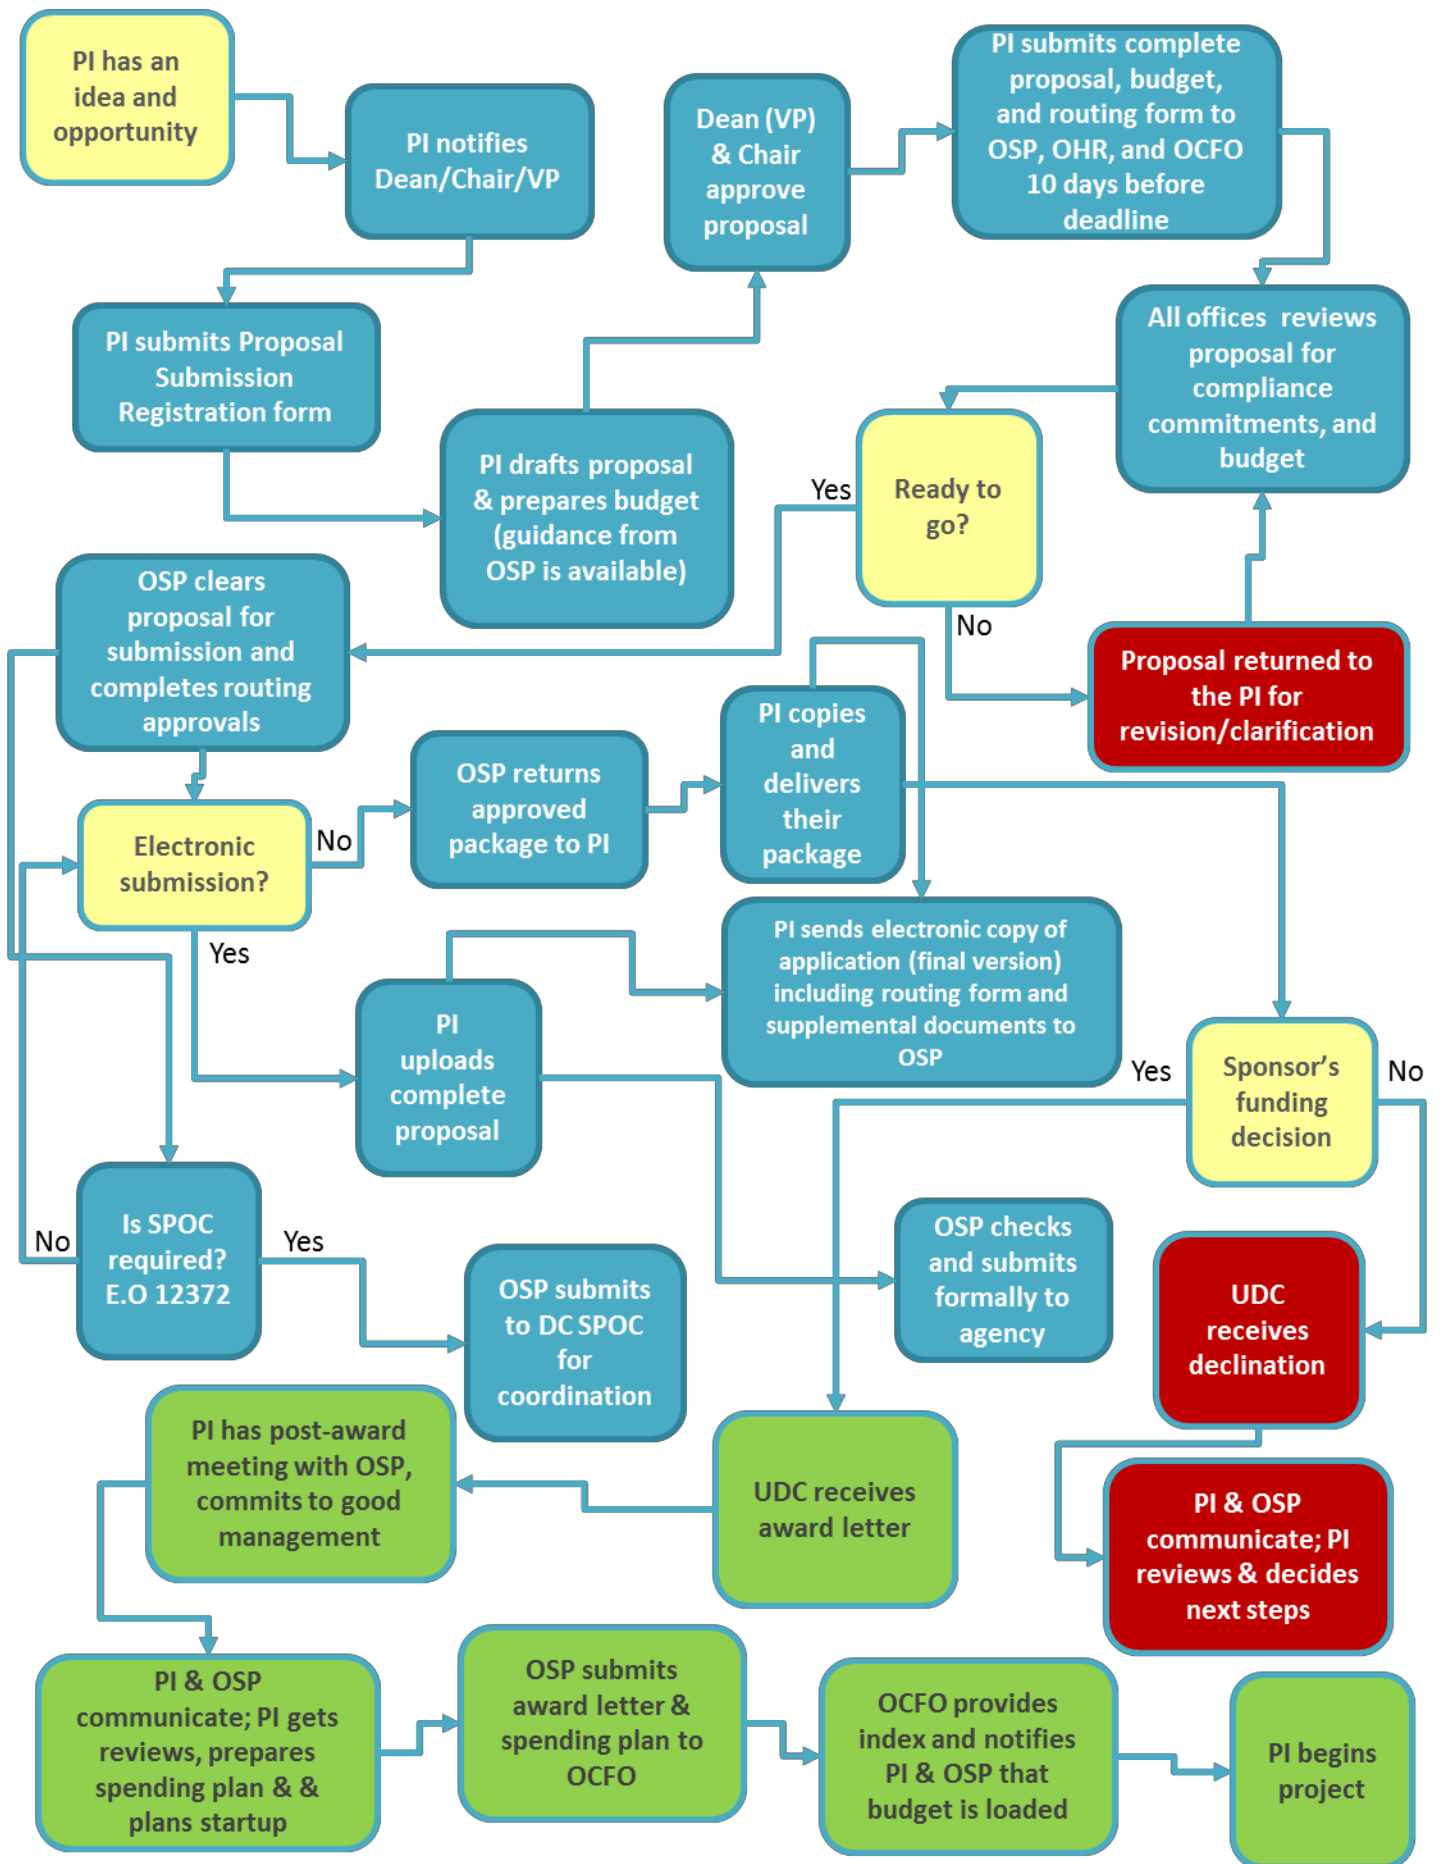 PI has an
idea and
opportunity
PI notifies
Dean/Chair/VP
Dean (VP)
& Chair
approve
proposal
PI submits complete
proposal, budget,
and routing form to
OSP, OHR, and OCFO
10 days before
deadline
PI submits Proposal
Submission
Registration form
All offices reviews
proposal for
compliance
commitments, and
budget
PI drafts proposal
& prepares budget
(guidance from
OSP is available)
Yes
Ready to
go?
No
OSP clears
proposal for
submission and
completes routing
approvals
Proposal returned to
the PI for
revision/clarification
Electronic
submission?
No
Yes
OSP returns
approved
package to PI
PI copies
and
delivers
their
package
PI sends electronic copy of
application (final version)
including routing form and
supplemental documents to
OSP
PI
uploads
complete
proposal
Yes
Sponsor’s
funding
decision
No
No
Is SPOC
required?
E.O 12372
Yes
OSP submits
to DC SPOC
for
coordination
OSP checks
and submits
formally to
agency
UDC
receives
declination
PI has post-award
meeting with OSP,
commits to good
management
UDC receives
award letter
PI & OSP
communicate; PI
reviews & decides
next steps
PI & OSP
communicate; PI gets
reviews, prepares
spending plan & &
plans startup
OSP submits
award letter &
spending plan to
OCFO
OCFO provides
index and notifies
PI & OSP that
budget is loaded
PI begins
project